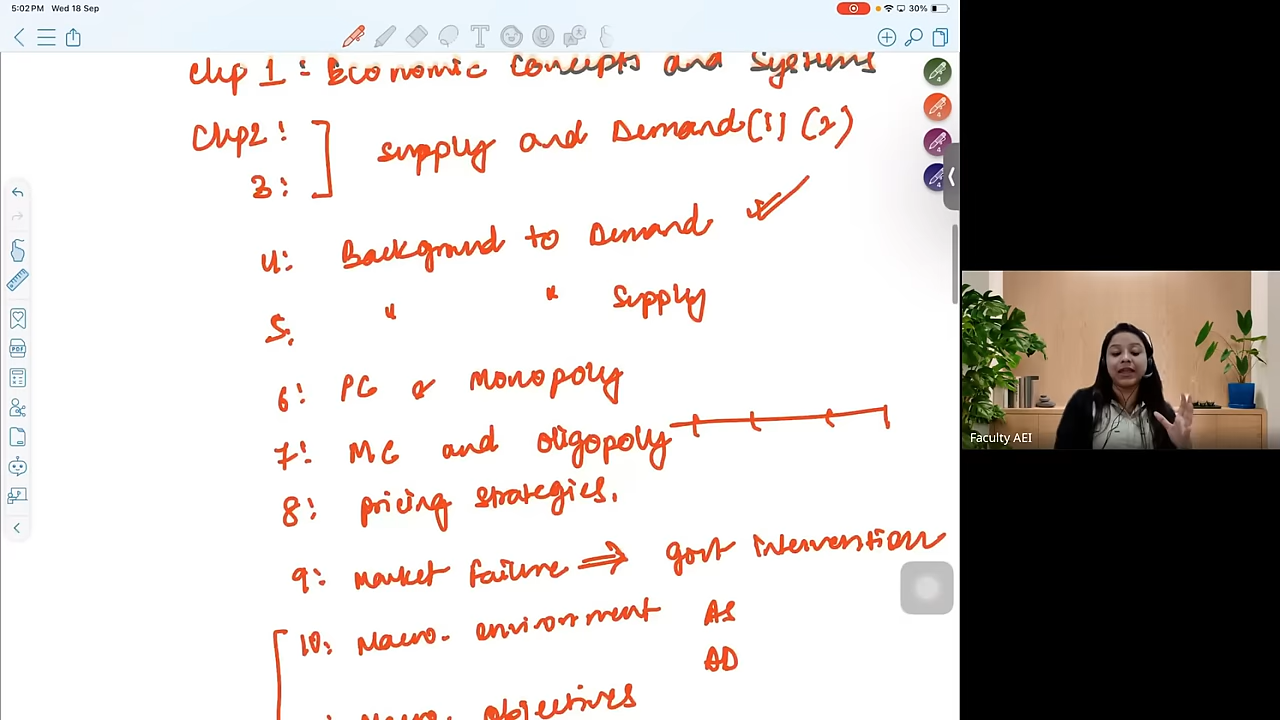 5:02PM Wed 18 Sep
30%
Chp 1: Economic Concepts and Systems
Chp2:
3:
Supply and Demand (1) (2)
4: Background to Demand
5. " " Supply
6: PC & Monopoly
7: MC and oligopoly
8: pricing strategies.
9: Market failure ⇒ govt intervention
10: Macro. environment AS
AD
Macro. objectives
Faculty AEI